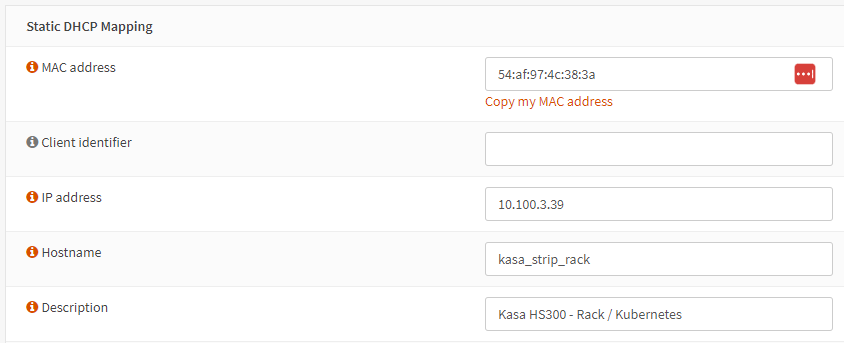 Static DHCP Mapping
MAC address
54:af:97:4c:38:3a
Copy my MAC address
Client identifier
IP address
10.100.3.39
Hostname
kasa_strip_rack
Description
Kasa HS300 - Rack / Kubernetes